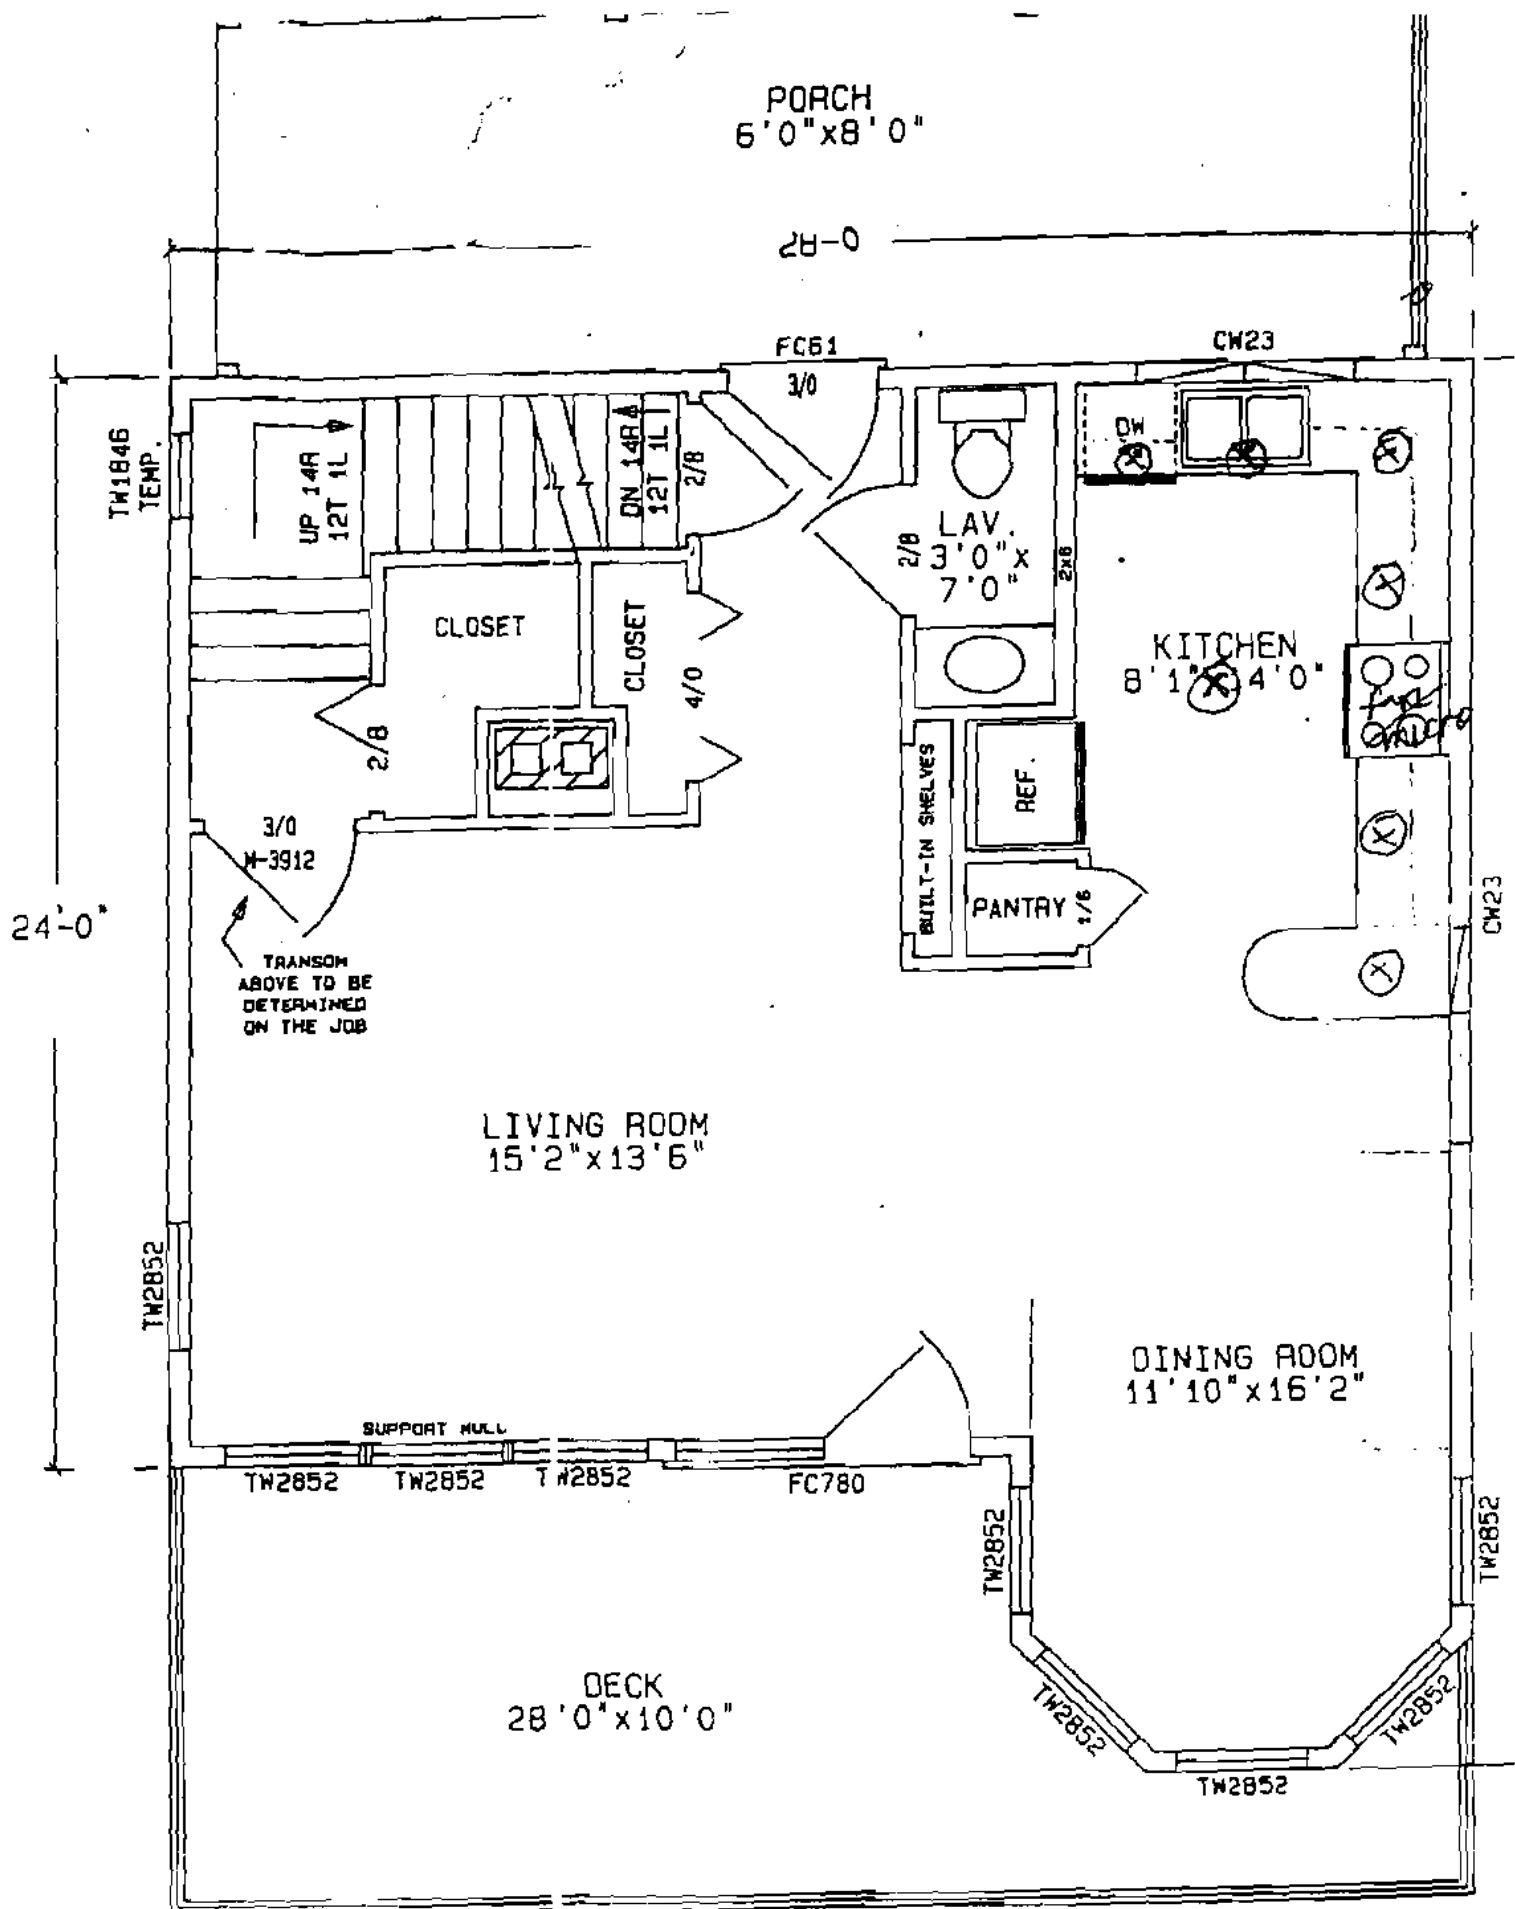 PORCH
6'0"x8'0"
FC61
3/0
CW23
TW1846
TEMP.
UP 14R
12T 1L
DN 14R
12T 1L
2/8
DW
2/8
LAV.
3'0"x
7'0"
2x6
CLOSET
CLOSET
4/0
2/8
KITCHEN
8'1" 14'0"
micro
BUILT-IN SHELVES
REF.
PANTRY
1/6
3/0
M-3912
24'-0"
CW23
TRANSOM
ABOVE TO BE
DETERMINED
ON THE JOB
LIVING ROOM
15'2"x13'6"
TW2852
DINING ROOM
11'10"x16'2"
SUPPORT MULL
TW2852
TW2852
TW2852
FC780
TW2852
TW2852
DECK
28'0"x10'0"
TW2852
TW2852
TW2852